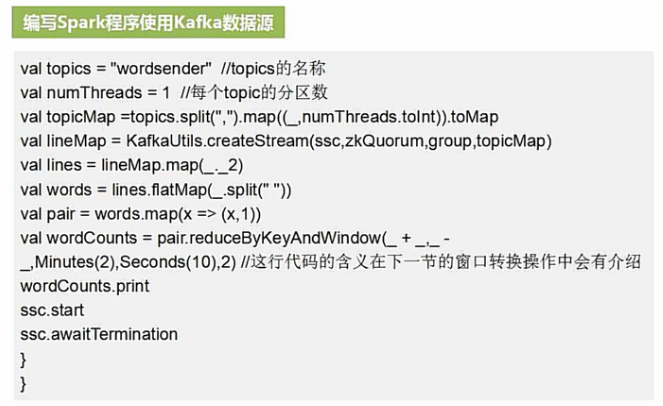 编写Spark程序使用Kafka数据源
val topics = "wordsender"  //topics的名称
val numThreads = 1  //每个topic的分区数
val topicMap =topics.split(",").map((_,numThreads.toInt)).toMap
val lineMap = KafkaUtils.createStream(ssc,zkQuorum,group,topicMap)
val lines = lineMap.map(_._2)
val words = lines.flatMap(_.split(" "))
val pair = words.map(x => (x,1))
val wordCounts = pair.reduceByKeyAndWindow(_ + _,_ -
_,Minutes(2),Seconds(10),2) //这行代码的含义在下一节的窗口转换操作中会有介绍
wordCounts.print
ssc.start
ssc.awaitTermination
}
}